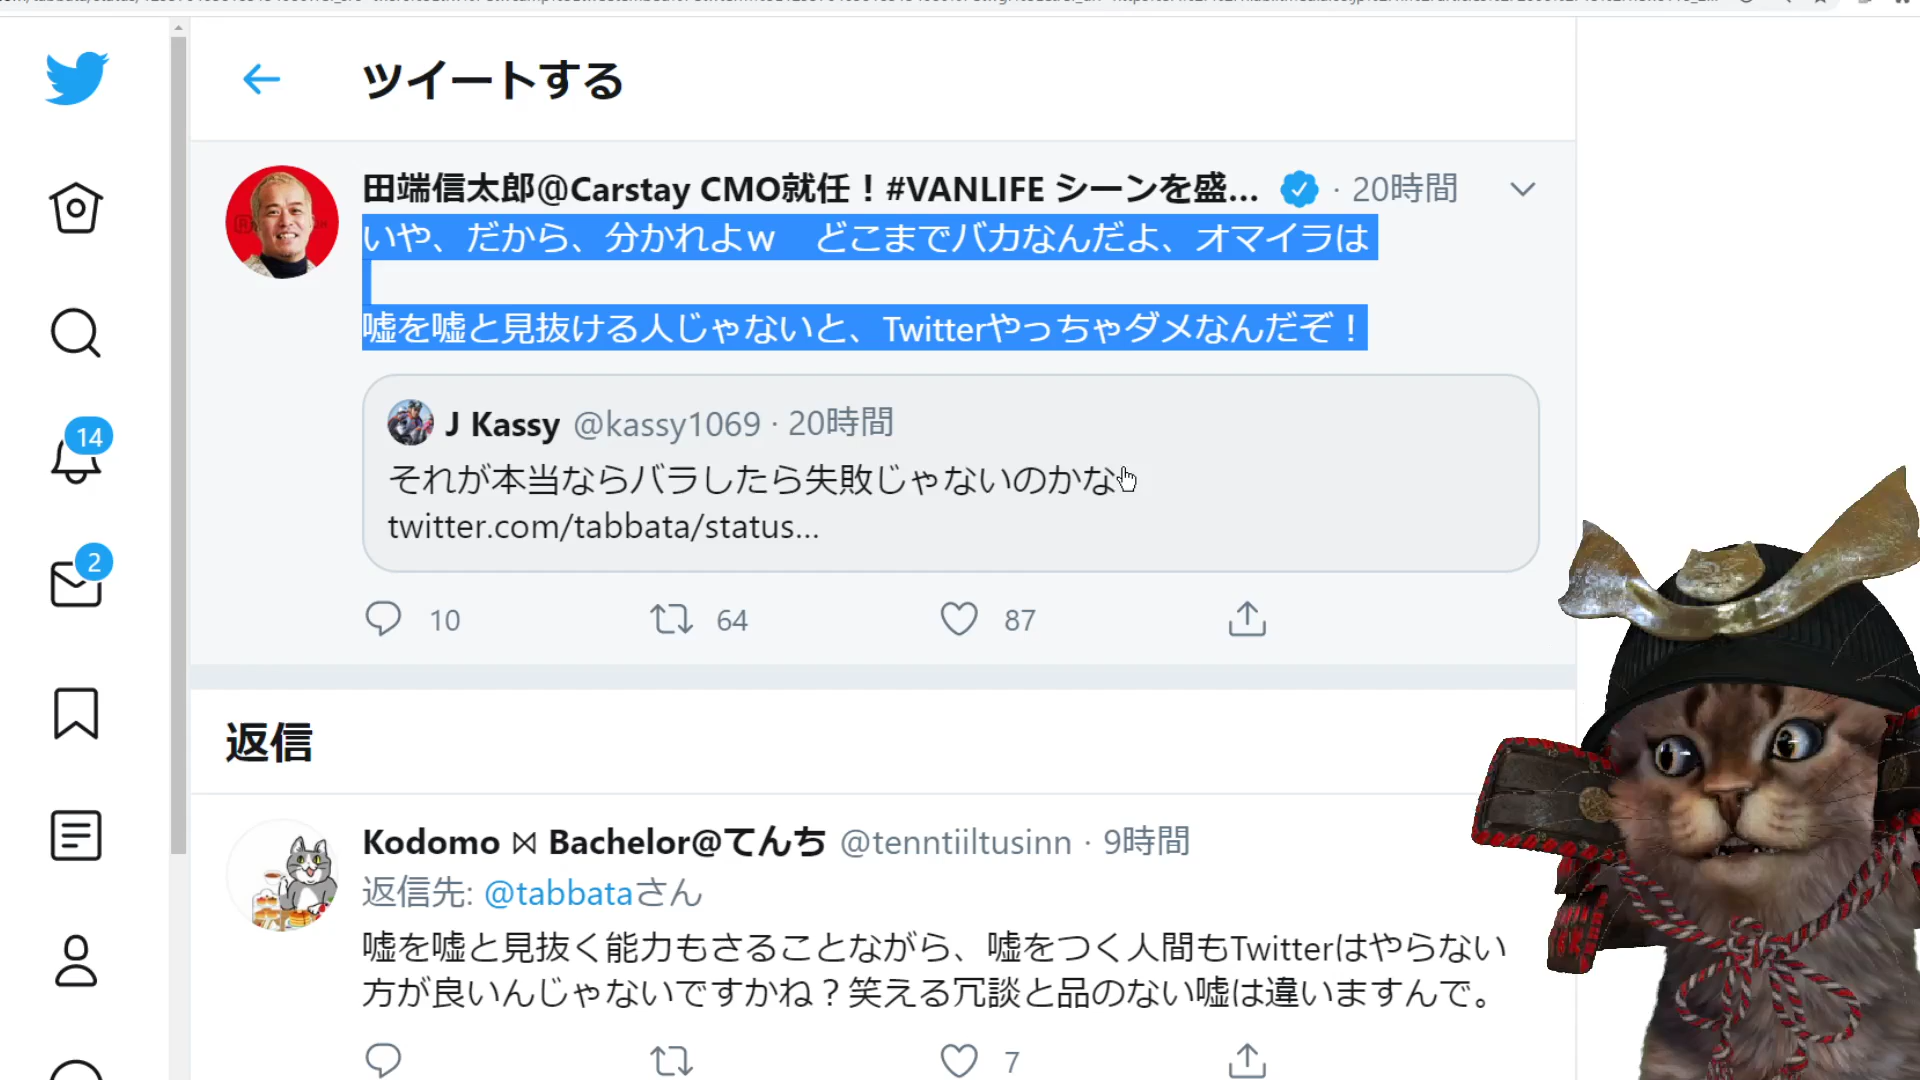 ツイートする
田端信太郎@Carstay CMO就任！#VANLIFE シーンを盛... · 20時間
いや、だから、分かれよw　どこまでバカなんだよ、オマイラは
嘘を嘘と見抜ける人じゃないと、Twitterやっちゃダメなんだぞ！
J Kassy @kassy1069 · 20時間
それが本当ならバラしたら失敗じゃないのかな
twitter.com/tabbata/status...
10 64 87
14
2
返信
Kodomo ⋈ Bachelor@てんち @tenntiiltusinn · 9時間
返信先: @tabbataさん
嘘を嘘と見抜く能力もさることながら、嘘をつく人間もTwitterはやらない
方が良いんじゃないですかね？笑える冗談と品のない嘘は違いますんで。
7